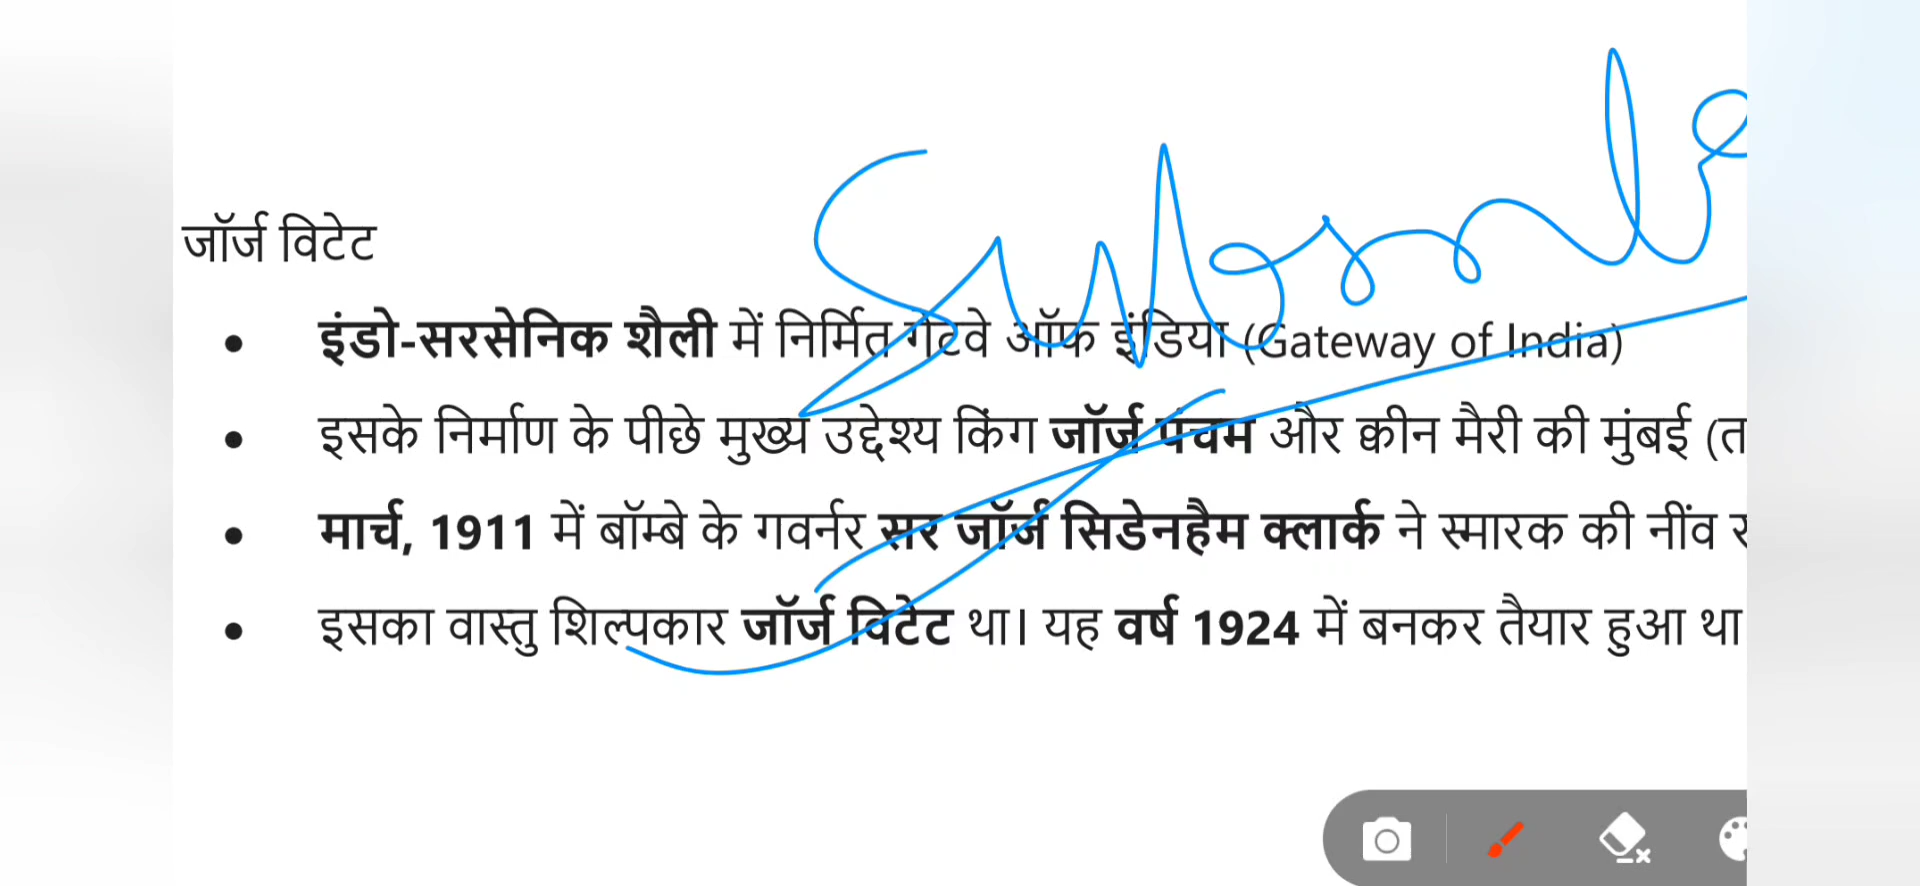 जॉर्ज विटेट
• इंडो-सरसेनिक शैली में निर्मित गेटवे ऑफ इंडिया (Gateway of India)
• इसके निर्माण के पीछे मुख्य उद्देश्य किंग जॉर्ज पंचम और क्वीन मैरी की मुंबई (त
• मार्च, 1911 में बॉम्बे के गवर्नर सर जॉर्ज सिडेनहैम क्लार्क ने स्मारक की नींव
• इसका वास्तु शिल्पकार जॉर्ज विटेट था। यह वर्ष 1924 में बनकर तैयार हुआ था